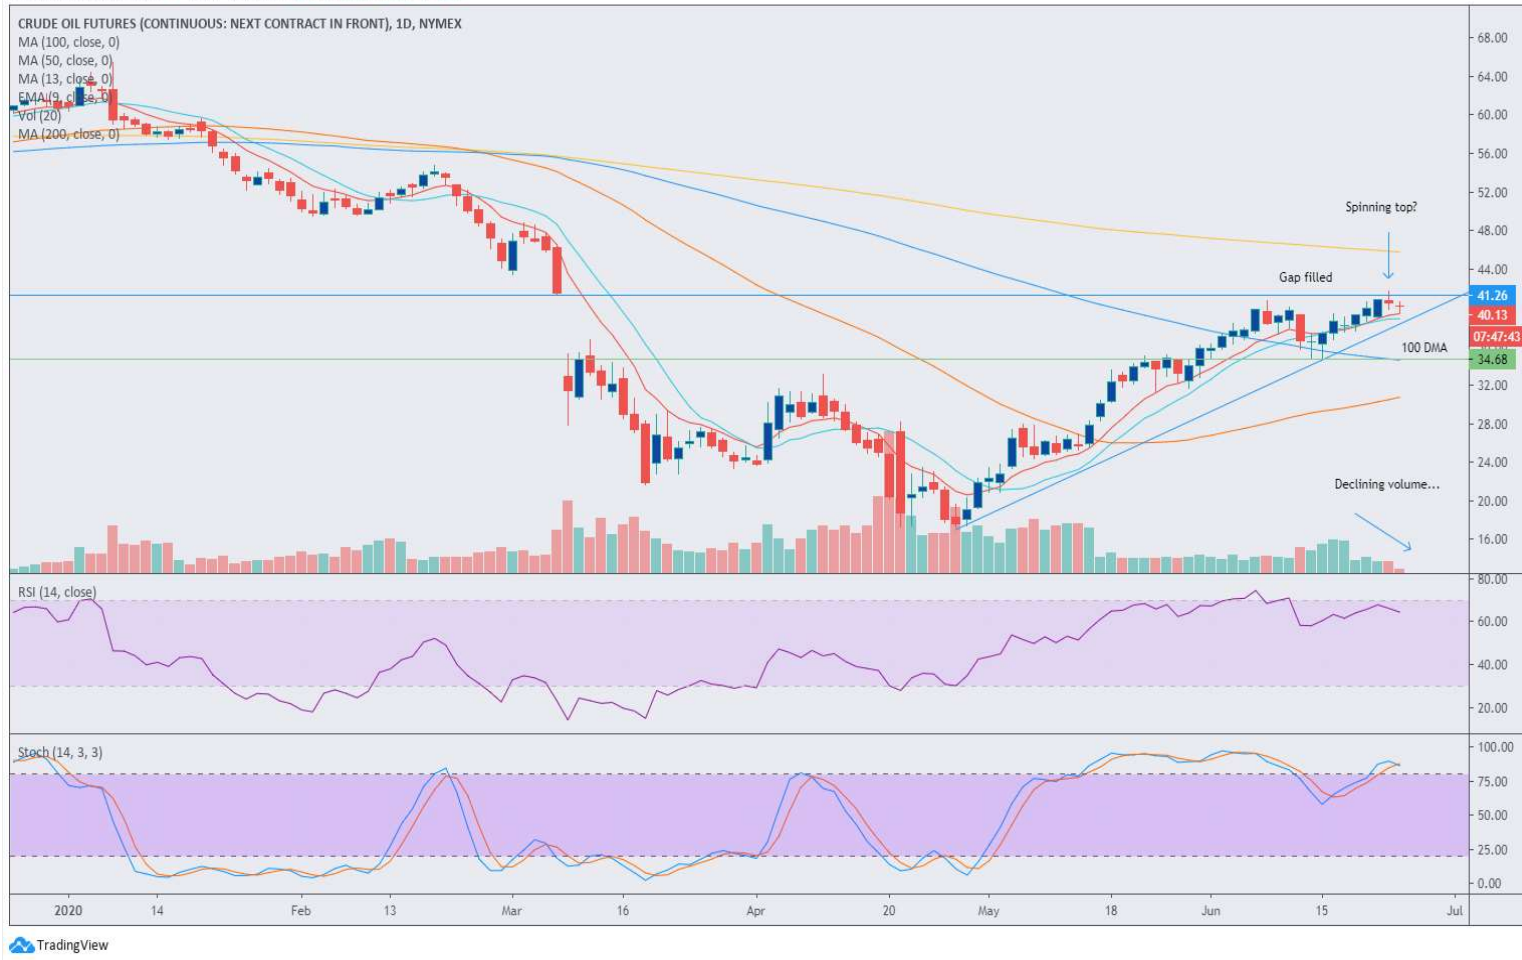 CRUDE OIL FUTURES (CONTINUOUS: NEXT CONTRACT IN FRONT), 1D, NYMEX
MA (100, close, 0)
MA (50, close, 0)
MA (13, close, 0)
EMA (9, close, 0)
Vol (20)
MA (200, close, 0)
68.00
64.00
60.00
56.00
52.00
Spinning top?
48.00
44.00
Gap filled
41.26
40.13
07:47:43
100 DMA
34.68
32.00
28.00
24.00
Declining volume...
20.00
16.00
RSI (14, close)
80.00
60.00
40.00
20.00
Stoch (14, 3, 3)
100.00
75.00
50.00
25.00
0.00
2020 14 Feb 13 Mar 16 Apr 20 May 18 Jun 15 Jul
TradingView